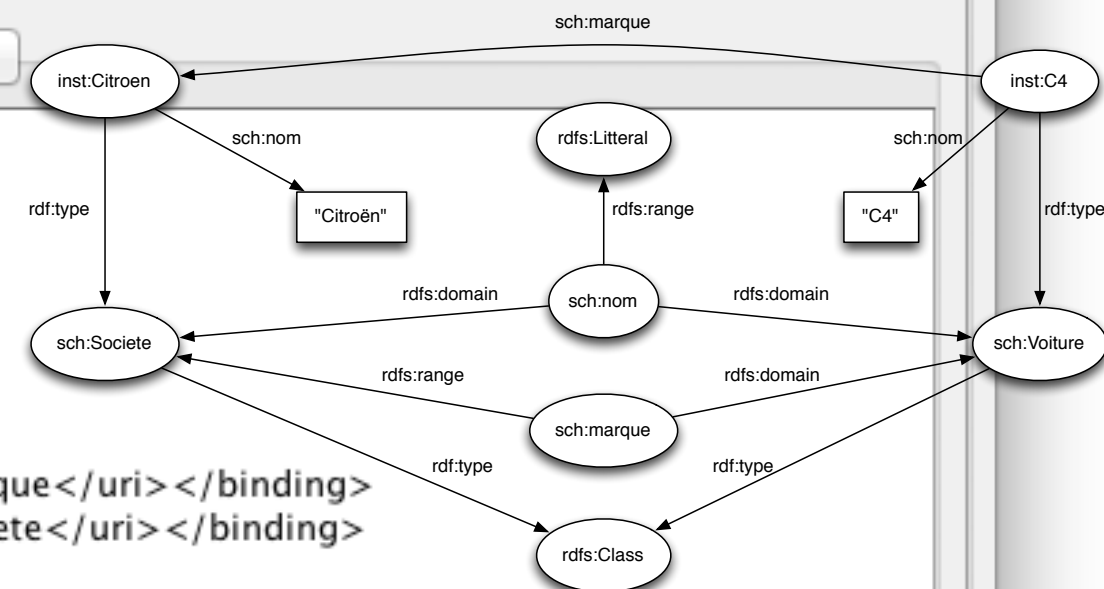 sch:marque
inst:Citroen
inst:C4
sch:nom
rdfs:Litteral
sch:nom
rdf:type
"Citroën"
rdfs:range
"C4"
rdf:type
rdfs:domain
sch:nom
rdfs:domain
sch:Societe
sch:Voiture
rdfs:range
rdfs:domain
sch:marque
rdf:type
rdf:type
que</uri></binding>
ete</uri></binding>
rdfs:Class